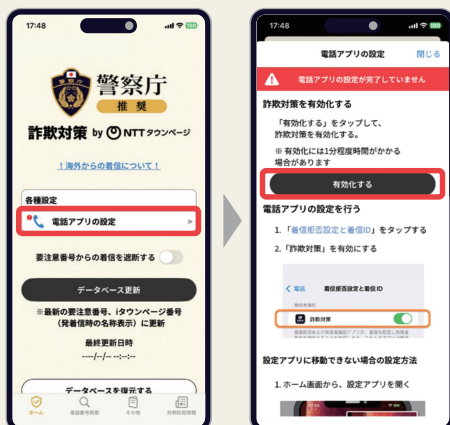 17:48
警察庁
推奨
詐欺対策 by NTTタウンページ
！海外からの着信について！
各種設定
電話アプリの設定 >
要注意番号からの着信を遮断する
データベース更新
※最新の要注意番号、iタウンページ番号
（発着信時の名称表示）に更新
最終更新日時
----/--/-- --:--:--
データベースを復元する
ホーム
電話番号検索
その他
詐欺防犯情報
17:48
電話アプリの設定
閉じる
電話アプリの設定が完了していません
詐欺対策を有効化する
「有効化する」をタップして、
詐欺対策を有効化する。
※ 有効化には1分程度時間がかかる
場合があります
有効化する
電話アプリの設定を行う
1. 「着信拒否設定と着信ID」をタップする
2. 「詐欺対策」を有効にする
< 電話 着信拒否設定と着信ID
詐欺対策
設定アプリに移動できない場合の設定方法
1. ホーム画面から、設定アプリを開く